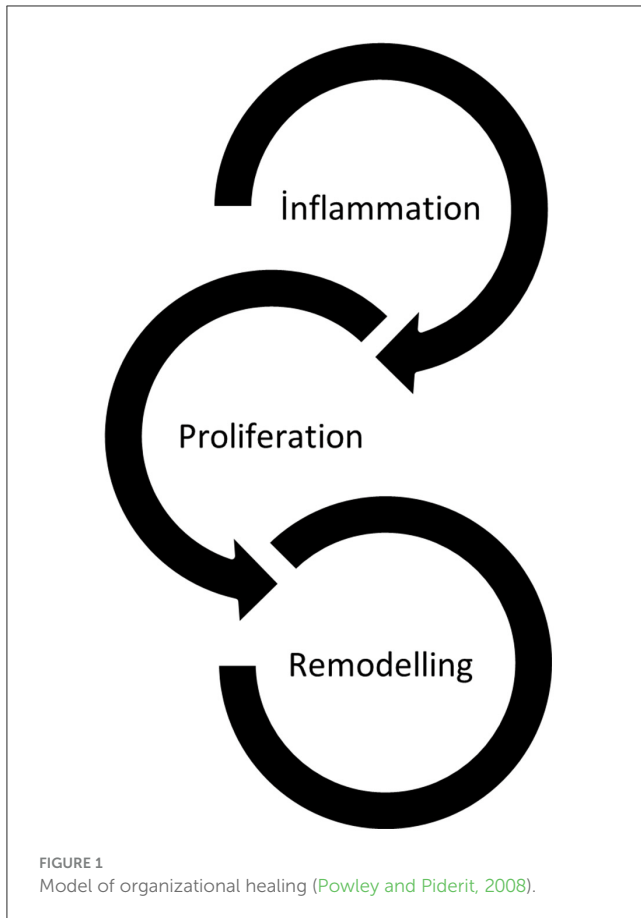 İnflammation
Proliferation
Remodelling
FIGURE 1
Model of organizational healing (Powley and Piderit, 2008).